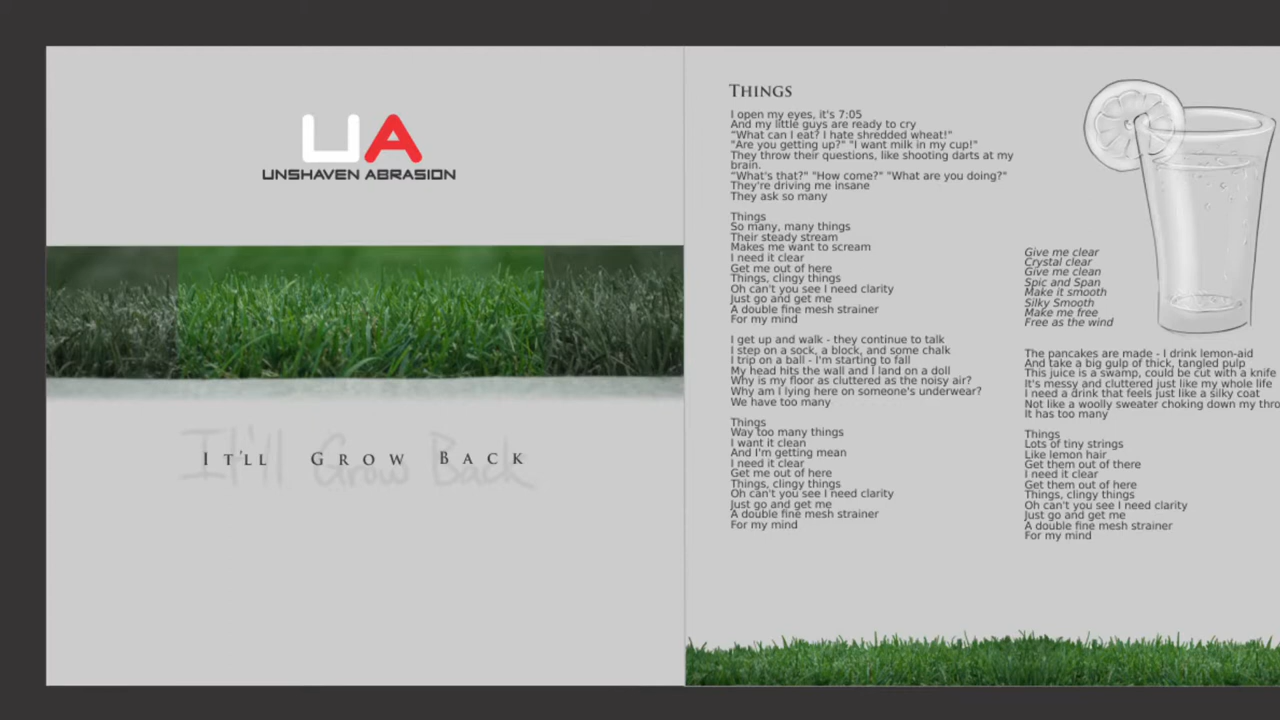 UA
UNSHAVEN ABRASION
It'll Grow Back
It'll Grow Back
Things
I open my eyes, it's 7:05
And my little guys are ready to cry
"What can I eat? I hate shredded wheat!"
"Are you getting up?" "I want milk in my cup!"
They throw their questions, like shooting darts at my
brain.
"What's that?" "How come?" "What are you doing?"
They're driving me insane
They ask so many
Things
So many, many things
Their steady stream
Makes me want to scream
I need it clear
Get me out of here
Things, clingy things
Oh can't you see I need clarity
Just go and get me
A double fine mesh strainer
For my mind
I get up and walk - they continue to talk
I step on a sock, a block, and some chalk
I trip on a ball - I'm starting to fall
My head hits the wall and I land on a doll
Why is my floor as cluttered as the noisy air?
Why am I lying here on someone's underwear?
We have too many
Things
Way too many things
I want it clean
And I'm getting mean
I need it clear
Get me out of here
Things, clingy things
Oh can't you see I need clarity
Just go and get me
A double fine mesh strainer
For my mind
Give me clear
Crystal clear
Give me clean
Spic and Span
Make it smooth
Silky Smooth
Make me free
Free as the wind
The pancakes are made - I drink lemon-aid
And take a big gulp of thick, tangled pulp
This juice is a swamp, could be cut with a knife
It's messy and cluttered just like my whole life
I need a drink that feels just like a silky coat
Not like a woolly sweater choking down my thro
It has too many
Things
Lots of tiny strings
Like lemon hair
Get them out of there
I need it clear
Get them out of here
Things, clingy things
Oh can't you see I need clarity
Just go and get me
A double fine mesh strainer
For my mind